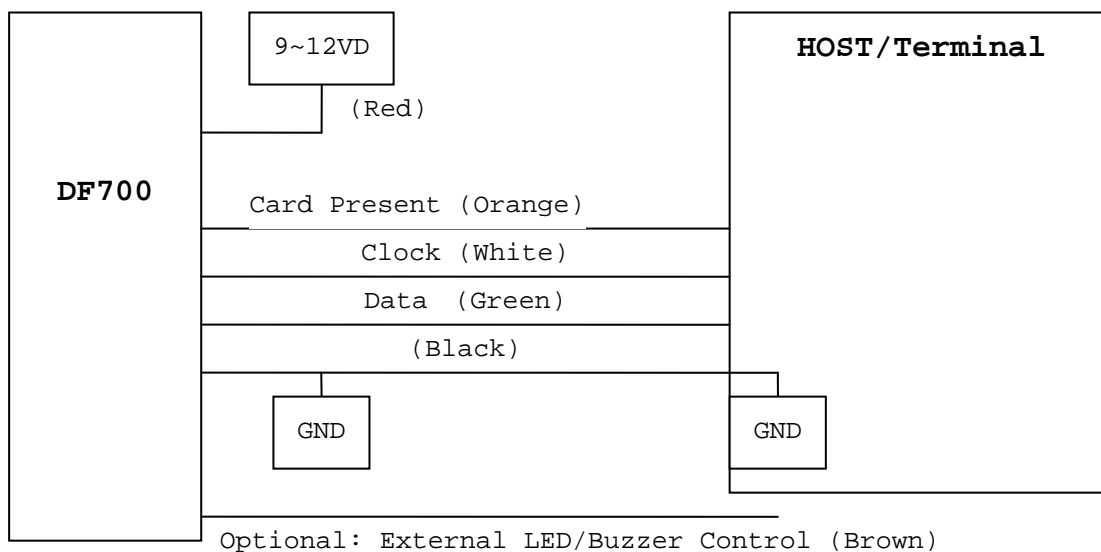 9~12VD
HOST/Terminal
(Red)
DF700
Card Present (Orange)
Clock (White)
Data (Green)
(Black)
GND
GND
Optional: External LED/Buzzer Control (Brown)